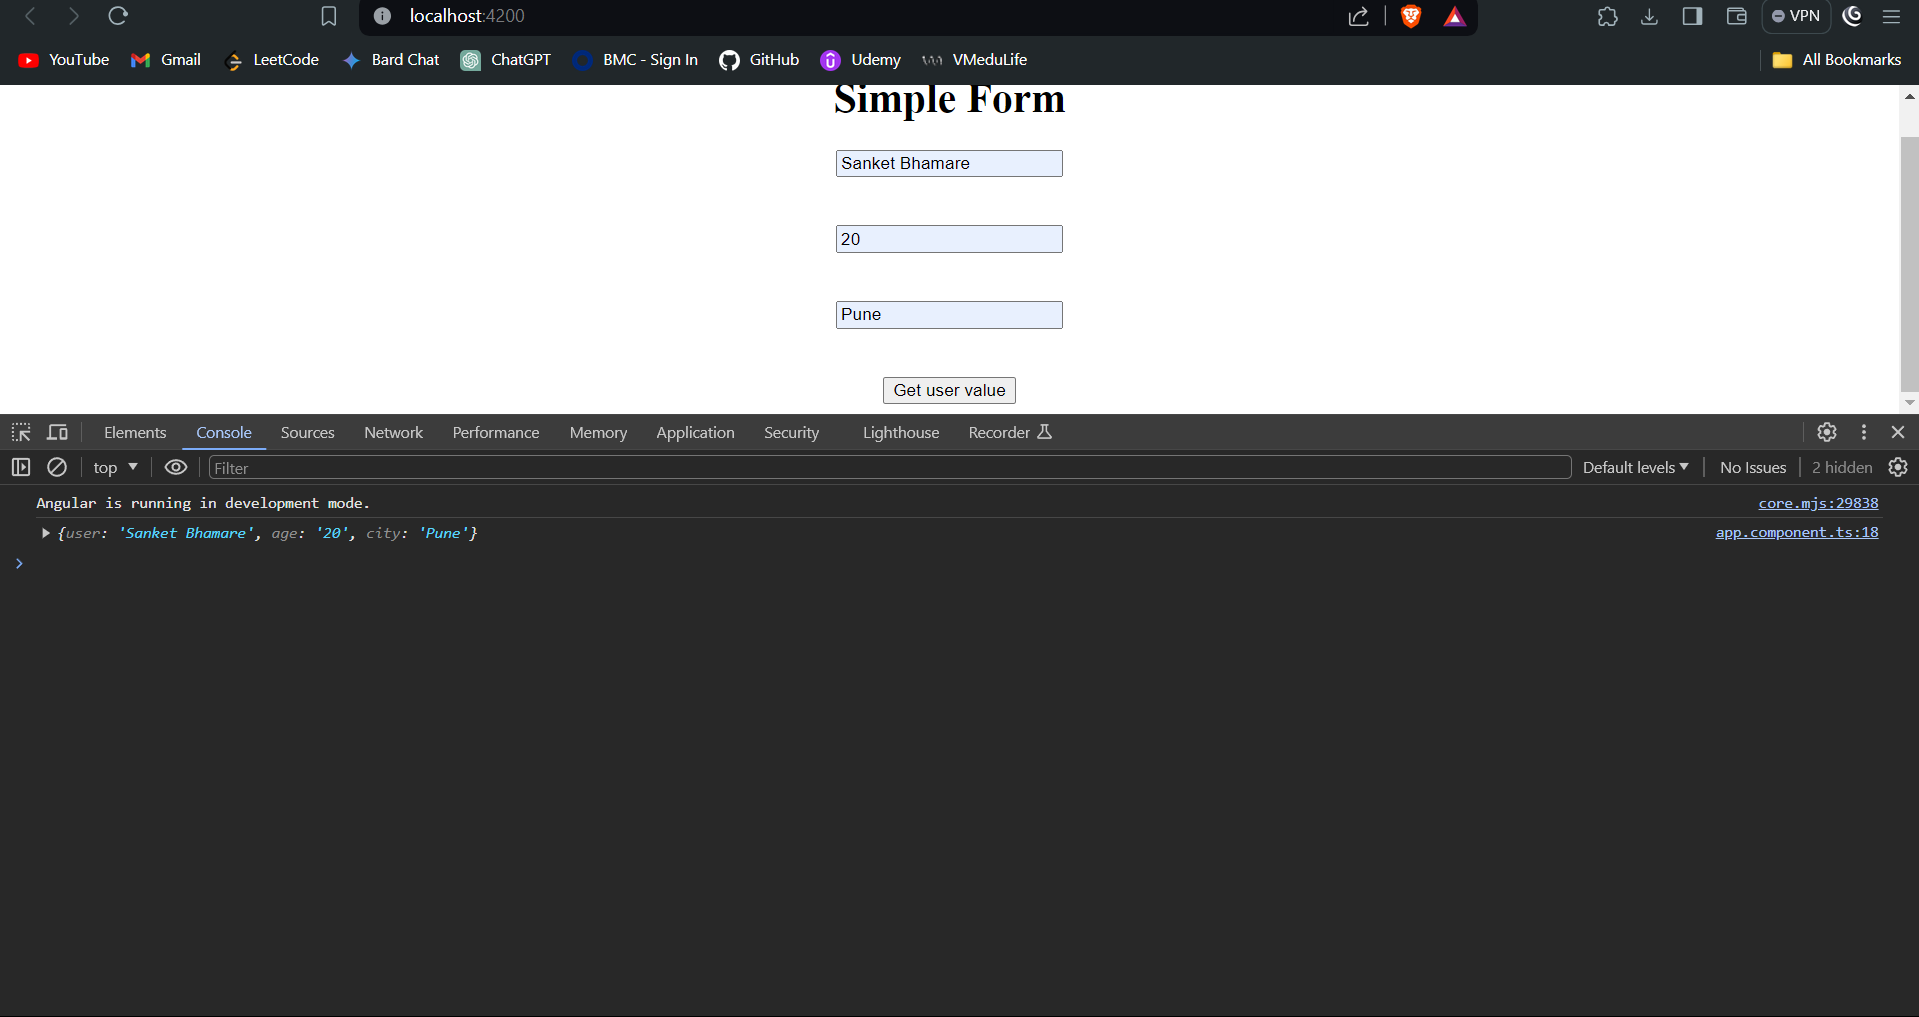 localhost:4200
VPN
YouTube Gmail LeetCode Bard Chat ChatGPT BMC - Sign In GitHub Udemy VMeduLife All Bookmarks
Simple Form
Sanket Bhamare
20
Pune
Get user value
Elements Console Sources Network Performance Memory Application Security Lighthouse Recorder
top Filter Default levels No Issues 2 hidden
Angular is running in development mode. core.mjs:29838
{user: 'Sanket Bhamare', age: '20', city: 'Pune'} app.component.ts:18